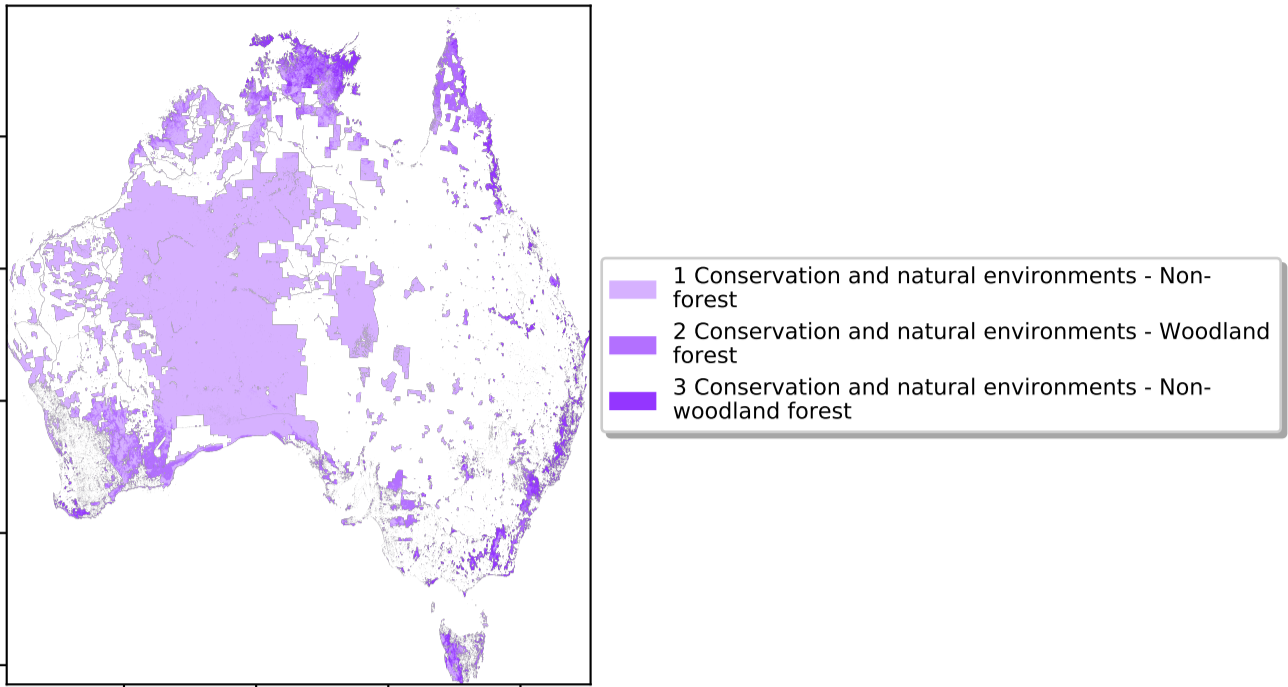 1 Conservation and natural environments - Non-
forest
2 Conservation and natural environments - Woodland
forest
3 Conservation and natural environments - Non-
woodland forest